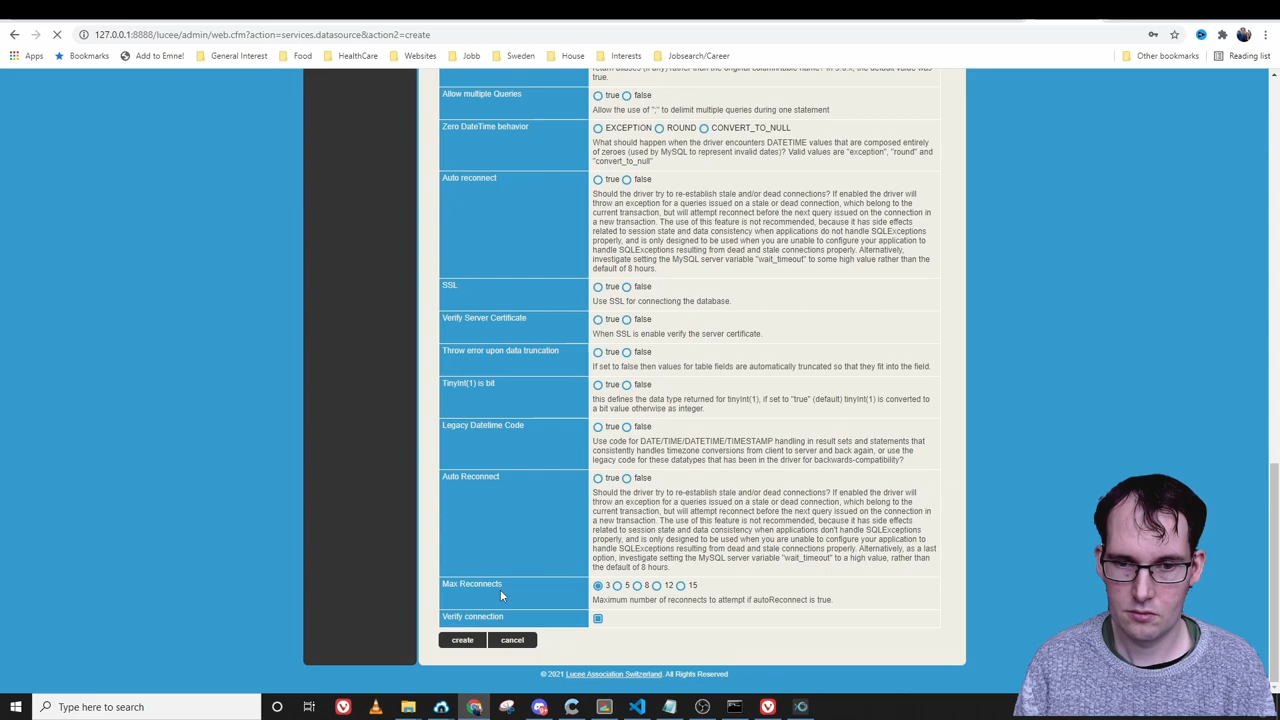 127.0.0.1:8888/lucee/admin/web.cfm?action=services.datasource&action2=create
Apps
Bookmarks
Add to Emne!
General Interest
Food
HealthCare
Websites
Jobb
Sweden
House
Interests
Jobsearch/Career
Other bookmarks
Reading list
return aliases (if any) rather than the original column/table name? In 5.0.x, the default value was
true.
Allow multiple Queries
true false
Allow the use of ";" to delimit multiple queries during one statement
Zero DateTime behavior
EXCEPTION ROUND CONVERT_TO_NULL
What should happen when the driver encounters DATETIME values that are composed entirely
of zeroes (used by MySQL to represent invalid dates)? Valid values are "exception", "round" and
"convert_to_null"
Auto reconnect
true false
Should the driver try to re-establish stale and/or dead connections? If enabled the driver will
throw an exception for a queries issued on a stale or dead connection, which belong to the
current transaction, but will attempt reconnect before the next query issued on the connection in
a new transaction. The use of this feature is not recommended, because it has side effects
related to session state and data consistency when applications do not handle SQLExceptions
properly, and is only designed to be used when you are unable to configure your application to
handle SQLExceptions resulting from dead and stale connections properly. Alternatively,
investigate setting the MySQL server variable "wait_timeout" to some high value rather than the
default of 8 hours.
SSL
true false
Use SSL for connectiong the database.
Verify Server Certificate
true false
When SSL is enable verify the server certificate.
Throw error upon data truncation
true false
If set to false then values for table fields are automatically truncated so that they fit into the field.
TinyInt(1) is bit
true false
this defines the data type returned for tinyInt(1), if set to "true" (default) tinyInt(1) is converted to
a bit value otherwise as integer.
Legacy Datetime Code
true false
Use code for DATE/TIME/DATETIME/TIMESTAMP handling in result sets and statements that
consistently handles timezone conversions from client to server and back again, or use the
legacy code for these datatypes that has been in the driver for backwards-compatibility?
Auto Reconnect
true false
Should the driver try to re-establish stale and/or dead connections? If enabled the driver will
throw an exception for a queries issued on a stale or dead connection, which belong to the
current transaction, but will attempt reconnect before the next query issued on the connection in
a new transaction. The use of this feature is not recommended, because it has side effects
related to session state and data consistency when applications don't handle SQLExceptions
properly, and is only designed to be used when you are unable to configure your application to
handle SQLExceptions resulting from dead and stale connections properly. Alternatively, as a last
option, investigate setting the MySQL server variable "wait_timeout" to a high value, rather than
the default of 8 hours.
Max Reconnects
3 5 8 12 15
Maximum number of reconnects to attempt if autoReconnect is true.
Verify connection
create cancel
© 2021 Lucee Association Switzerland. All Rights Reserved
Type here to search